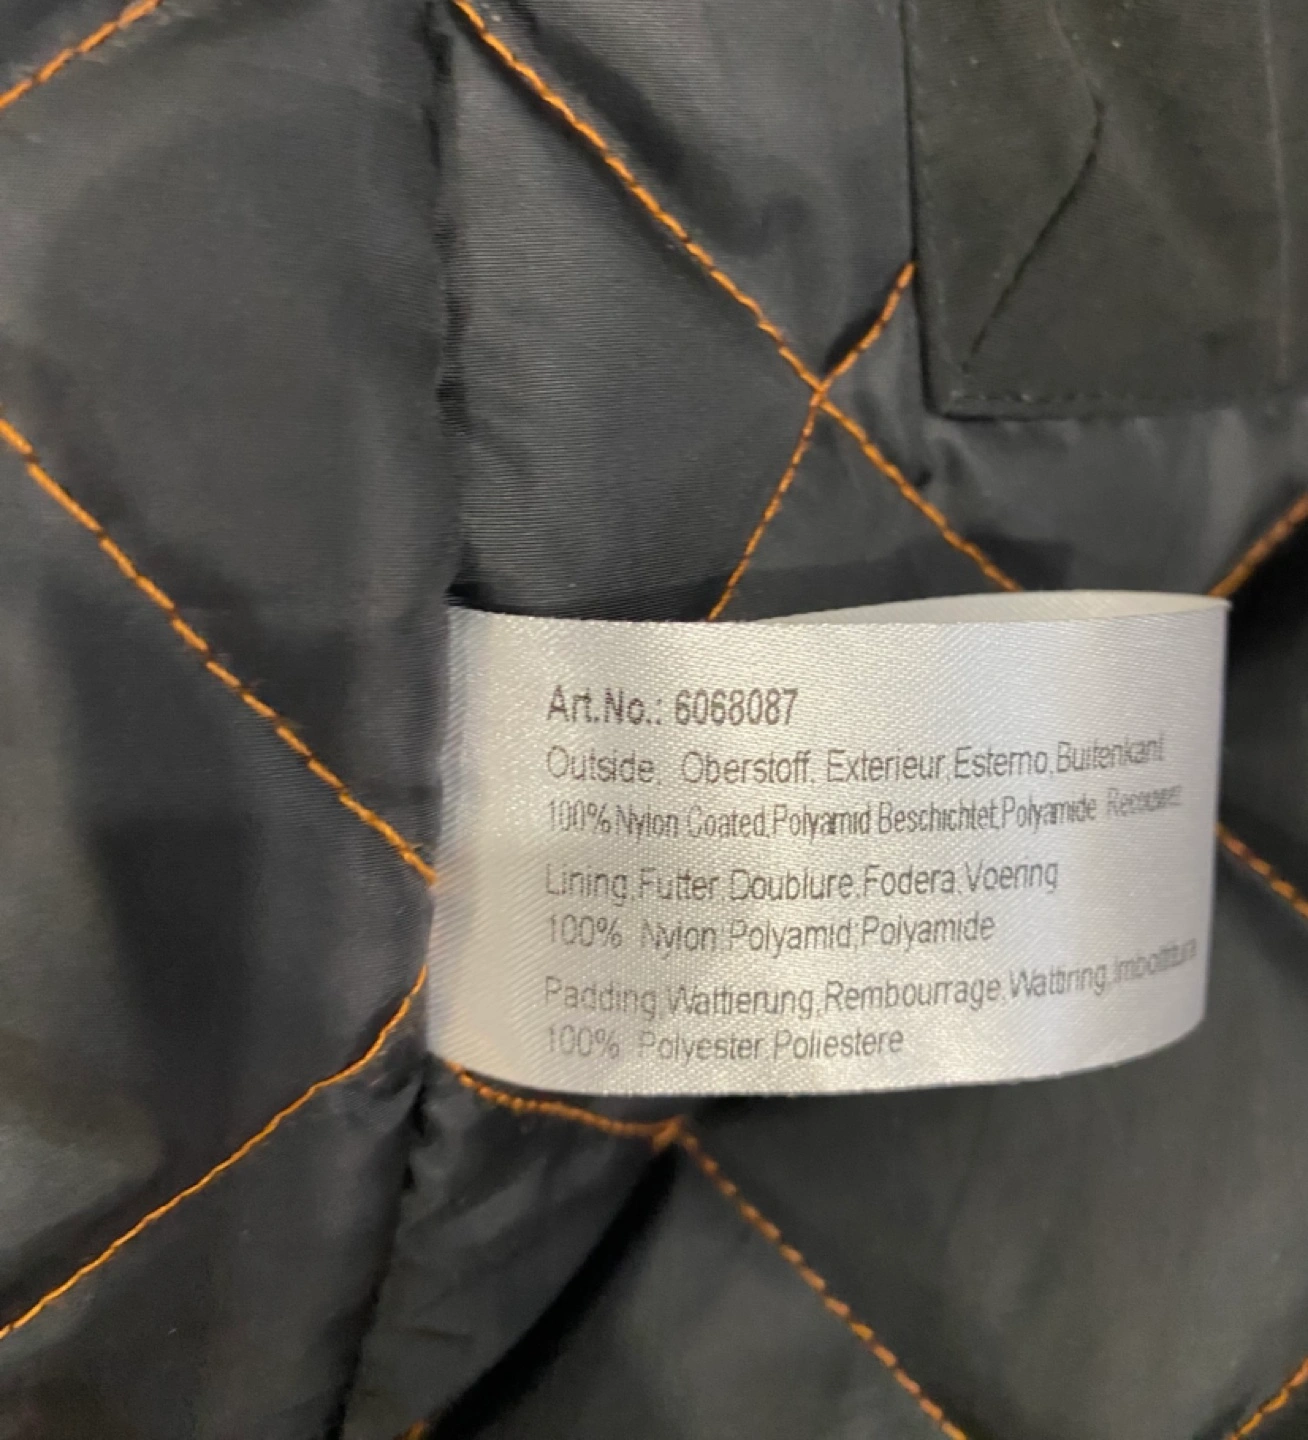 Art.No.: 6068087
Outside, Oberstoff, Exterieur,Esterno,Buitenkant
100% Nylon Coated,Polyamid Beschichtet,Polyamide
Lining,Futter,Doublure,Fodera,Voering
100% Nylon,Polyamid,Polyamide
Padding,Wattierung,Rembourrage,Wattiring,Imbottitura
100% Polyester,Poliestere